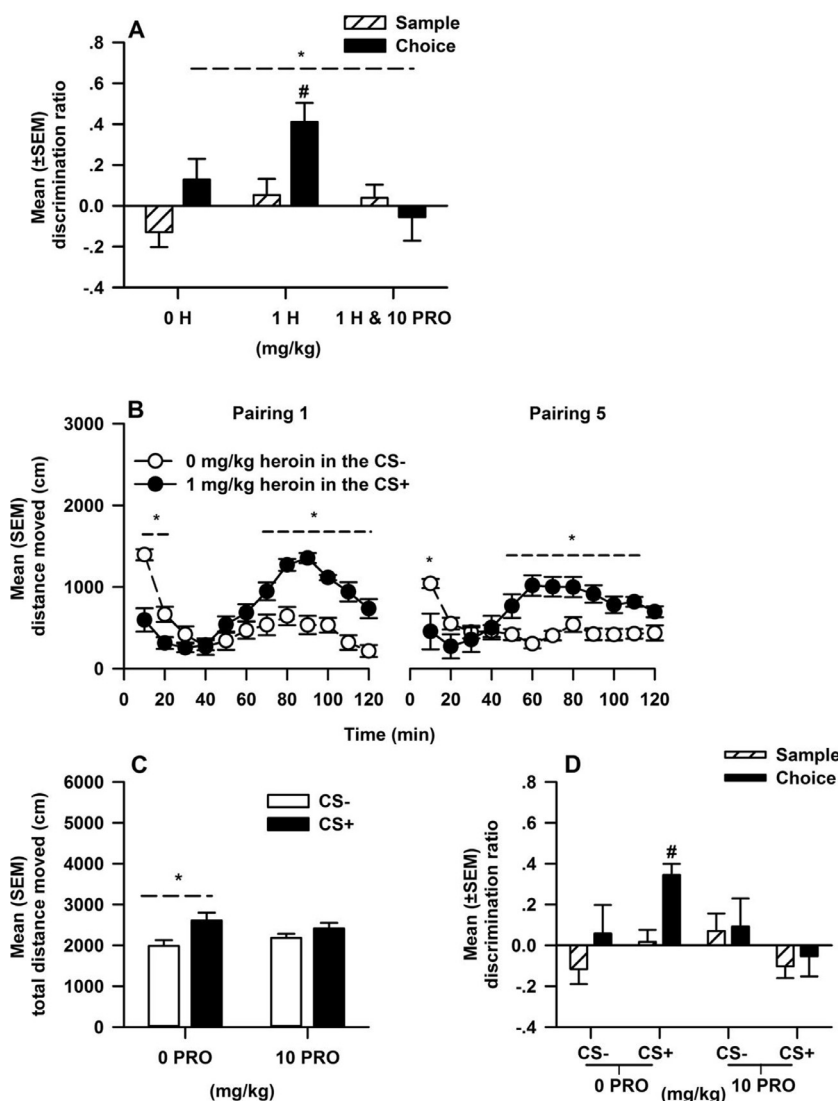 A
Sample
Choice
*
#
.8
.6
.4
.2
0.0
-.2
-.4
Mean (±SEM)
discrimination ratio
0 H
1 H
1 H & 10 PRO
(mg/kg)
B
Pairing 1
Pairing 5
0 mg/kg heroin in the CS-
1 mg/kg heroin in the CS+
3000
2000
1000
0
Mean (SEM)
distance moved (cm)
*
*
*
*
0 20 40 60 80 100 120
0 20 40 60 80 100 120
Time (min)
C
CS-
CS+
6000
5000
4000
3000
2000
1000
0
Mean (SEM)
total distance moved (cm)
*
0 PRO
10 PRO
(mg/kg)
D
Sample
Choice
#
.8
.6
.4
.2
0.0
-.2
-.4
Mean (±SEM)
discrimination ratio
CS- CS+ CS- CS+
0 PRO (mg/kg) 10 PRO